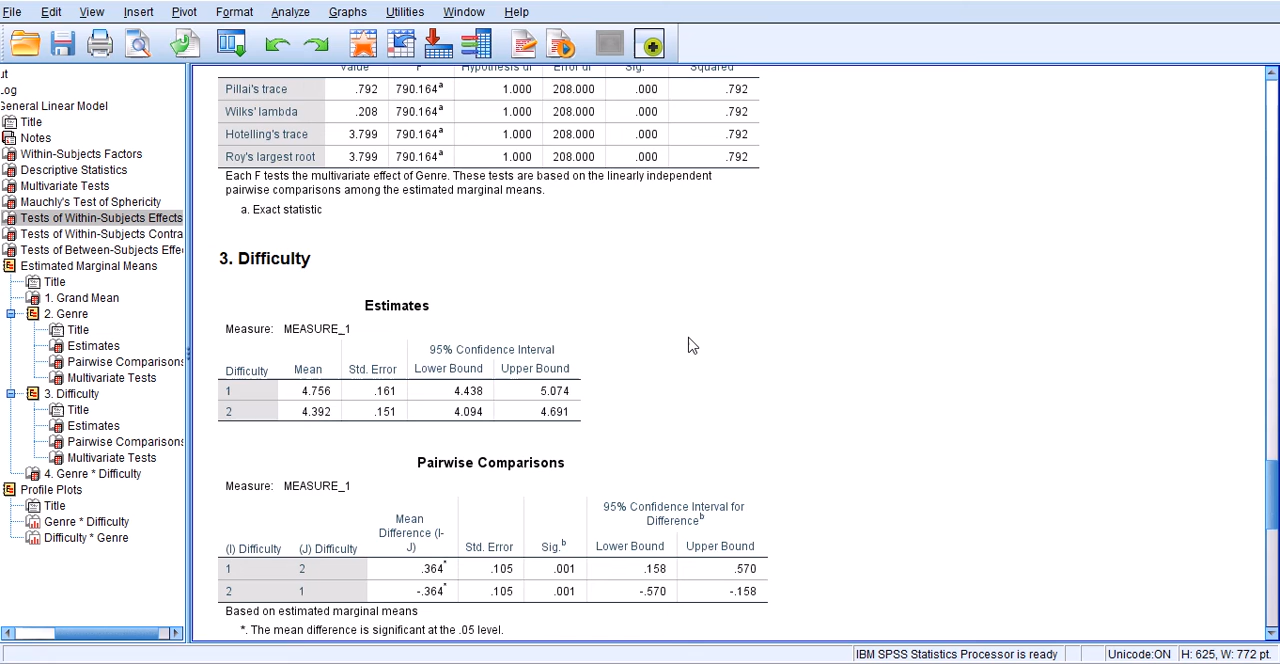 File Edit View Insert Pivot Format Analyze Graphs Utilities Window Help
ut
Log
General Linear Model
Title
Notes
Within-Subjects Factors
Descriptive Statistics
Multivariate Tests
Mauchly's Test of Sphericity
Tests of Within-Subjects Effects
Tests of Within-Subjects Contra
Tests of Between-Subjects Effe
Estimated Marginal Means
Title
1. Grand Mean
2. Genre
Title
Estimates
Pairwise Comparisons
Multivariate Tests
3. Difficulty
Title
Estimates
Pairwise Comparisons
Multivariate Tests
4. Genre * Difficulty
Profile Plots
Title
Genre * Difficulty
Difficulty * Genre
Value F Hypothesis df Error df Sig. Squared
Pillai's trace .792 790.164a 1.000 208.000 .000 .792
Wilks' lambda .208 790.164a 1.000 208.000 .000 .792
Hotelling's trace 3.799 790.164a 1.000 208.000 .000 .792
Roy's largest root 3.799 790.164a 1.000 208.000 .000 .792
Each F tests the multivariate effect of Genre. These tests are based on the linearly independent
pairwise comparisons among the estimated marginal means.
a. Exact statistic
3. Difficulty
Estimates
Measure: MEASURE_1
95% Confidence Interval
Difficulty Mean Std. Error Lower Bound Upper Bound
1 4.756 .161 4.438 5.074
2 4.392 .151 4.094 4.691
Pairwise Comparisons
Measure: MEASURE_1
95% Confidence Interval for
Differenceb
Mean
Difference (I-
J)
(I) Difficulty (J) Difficulty Std. Error Sig.b Lower Bound Upper Bound
1 2 .364* .105 .001 .158 .570
2 1 -.364* .105 .001 -.570 -.158
Based on estimated marginal means
*. The mean difference is significant at the .05 level.
IBM SPSS Statistics Processor is ready Unicode:ON H: 625, W: 772 pt.